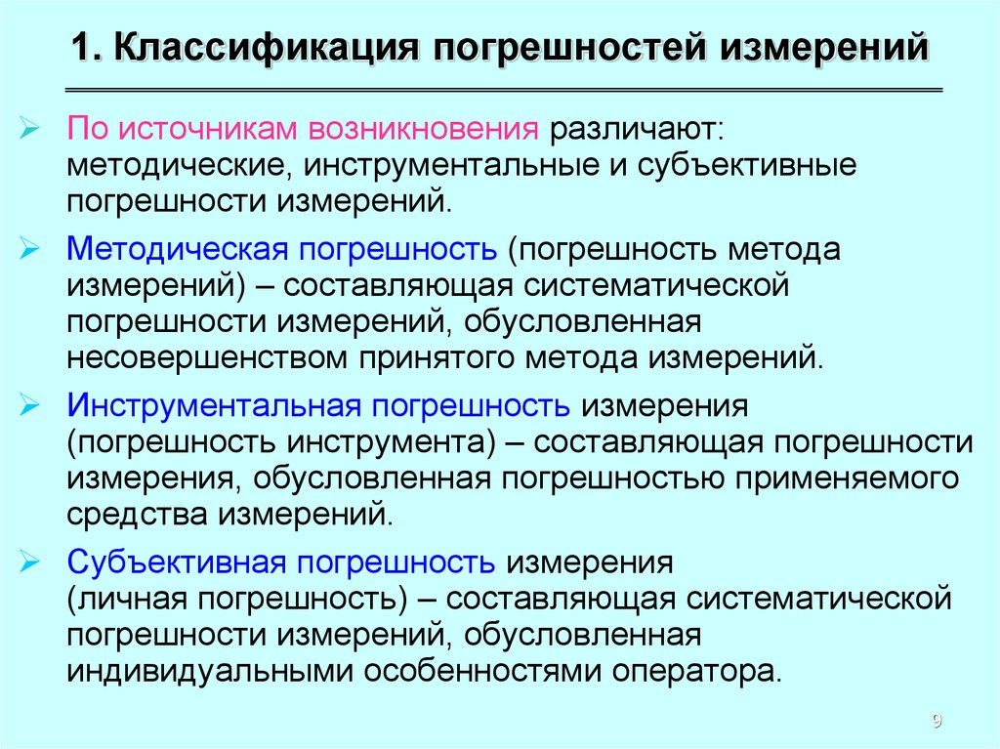 1. Классификация погрешностей измерений
По источникам возникновения различают:
методические, инструментальные и субъективные
погрешности измерений.
Методическая погрешность (погрешность метода
измерений) – составляющая систематической
погрешности измерений, обусловленная
несовершенством принятого метода измерений.
Инструментальная погрешность измерения
(погрешность инструмента) – составляющая погрешности
измерения, обусловленная погрешностью применяемого
средства измерений.
Субъективная погрешность измерения
(личная погрешность) – составляющая систематической
погрешности измерений, обусловленная
индивидуальными особенностями оператора.
9